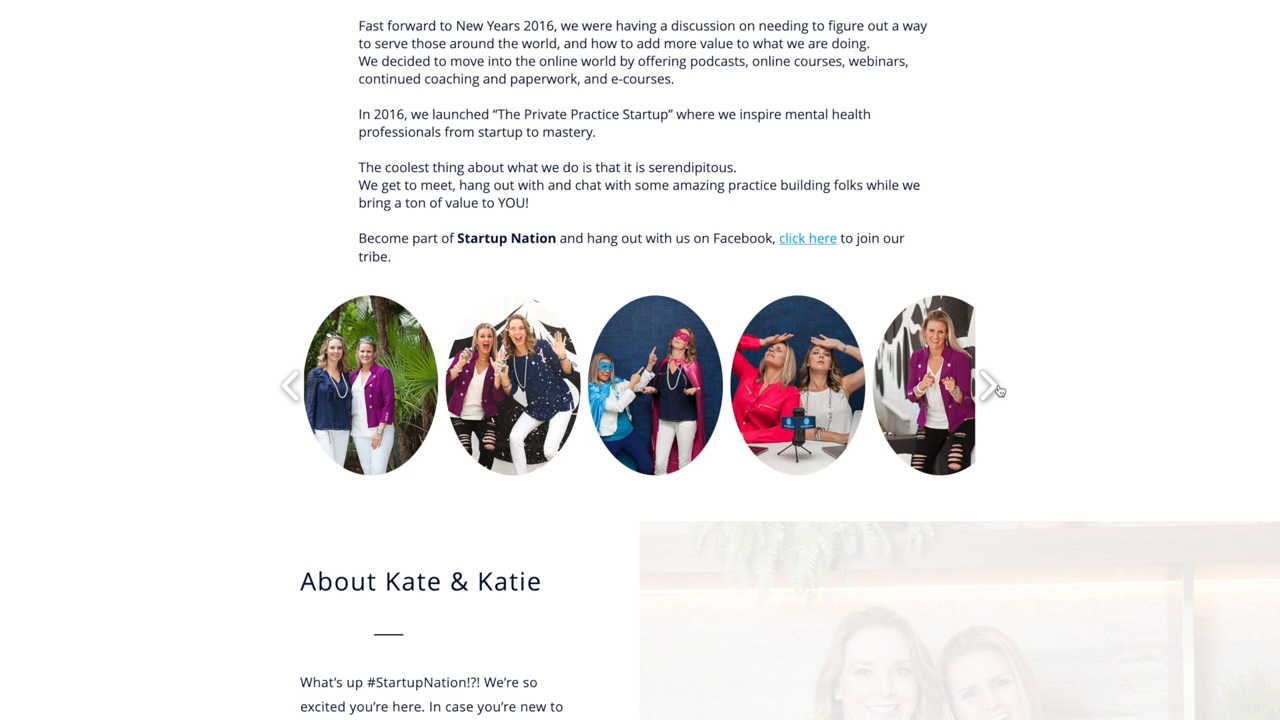 Fast forward to New Years 2016, we were having a discussion on needing to figure out a way
to serve those around the world, and how to add more value to what we are doing.
We decided to move into the online world by offering podcasts, online courses, webinars,
continued coaching and paperwork, and e-courses.
In 2016, we launched “The Private Practice Startup” where we inspire mental health
professionals from startup to mastery.
The coolest thing about what we do is that it is serendipitous.
We get to meet, hang out with and chat with some amazing practice building folks while we
bring a ton of value to YOU!
Become part of Startup Nation and hang out with us on Facebook, click here to join our
tribe.
About Kate & Katie
What’s up #StartupNation!?! We’re so
excited you’re here. In case you’re new to